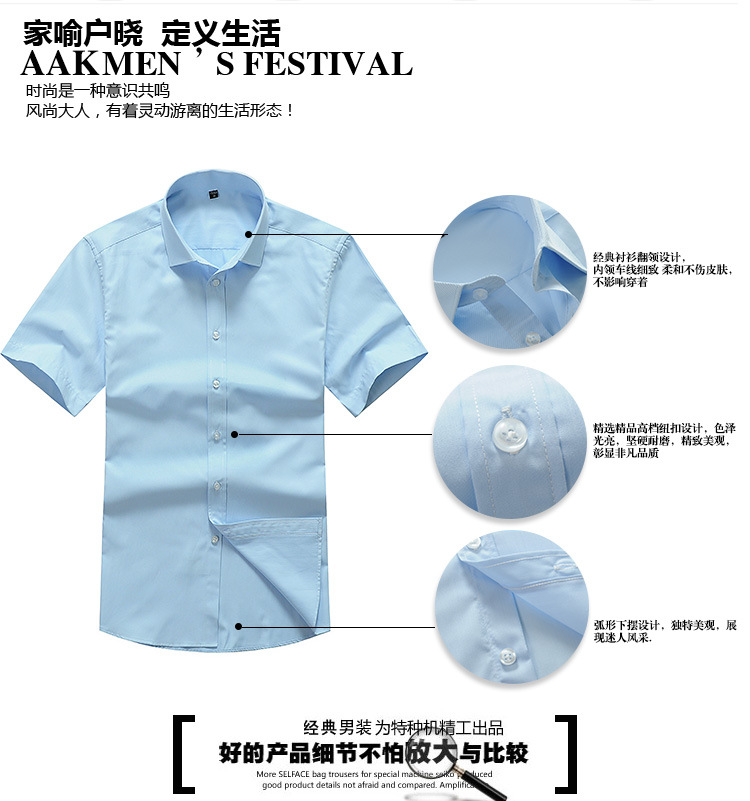 家喻户晓 定义生活
AAKMEN ’ S FESTIVAL
时尚是一种意识共鸣
风尚大人，有着灵动游离的生活形态！
经典衬衫翻领设计，
内领车线细致 柔和不伤皮肤，
不影响穿着
精选精品高档纽扣设计，色泽
光亮，坚硬耐磨，精致美观，
彰显非凡品质
弧形下摆设计，独特美观，展
现迷人风采.
经典男装 为特种机精工出品
好的产品细节不怕放大与比较
More SELFACE bag trousers for special machine seiko produced
good product details not afraid and compared. Amplifica